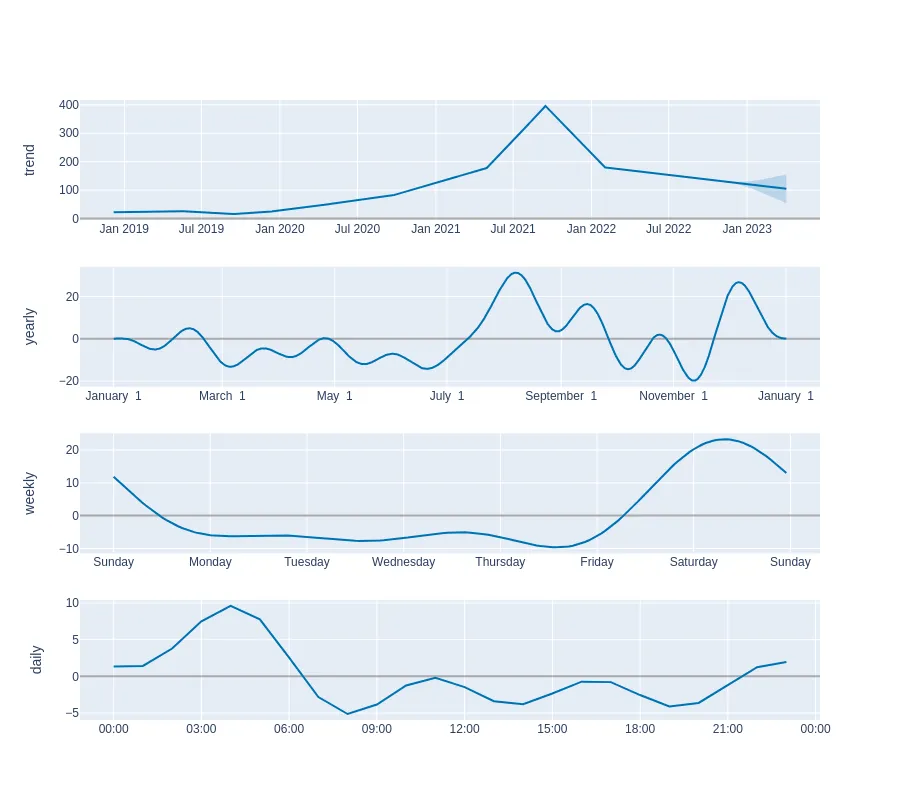 trend
400
300
200
100
0
Jan 2019 Jul 2019 Jan 2020 Jul 2020 Jan 2021 Jul 2021 Jan 2022 Jul 2022 Jan 2023
yearly
20
0
−20
January 1 March 1 May 1 July 1 September 1 November 1 January 1
weekly
20
10
0
−10
Sunday Monday Tuesday Wednesday Thursday Friday Saturday Sunday
daily
10
5
0
−5
00:00 03:00 06:00 09:00 12:00 15:00 18:00 21:00 00:00